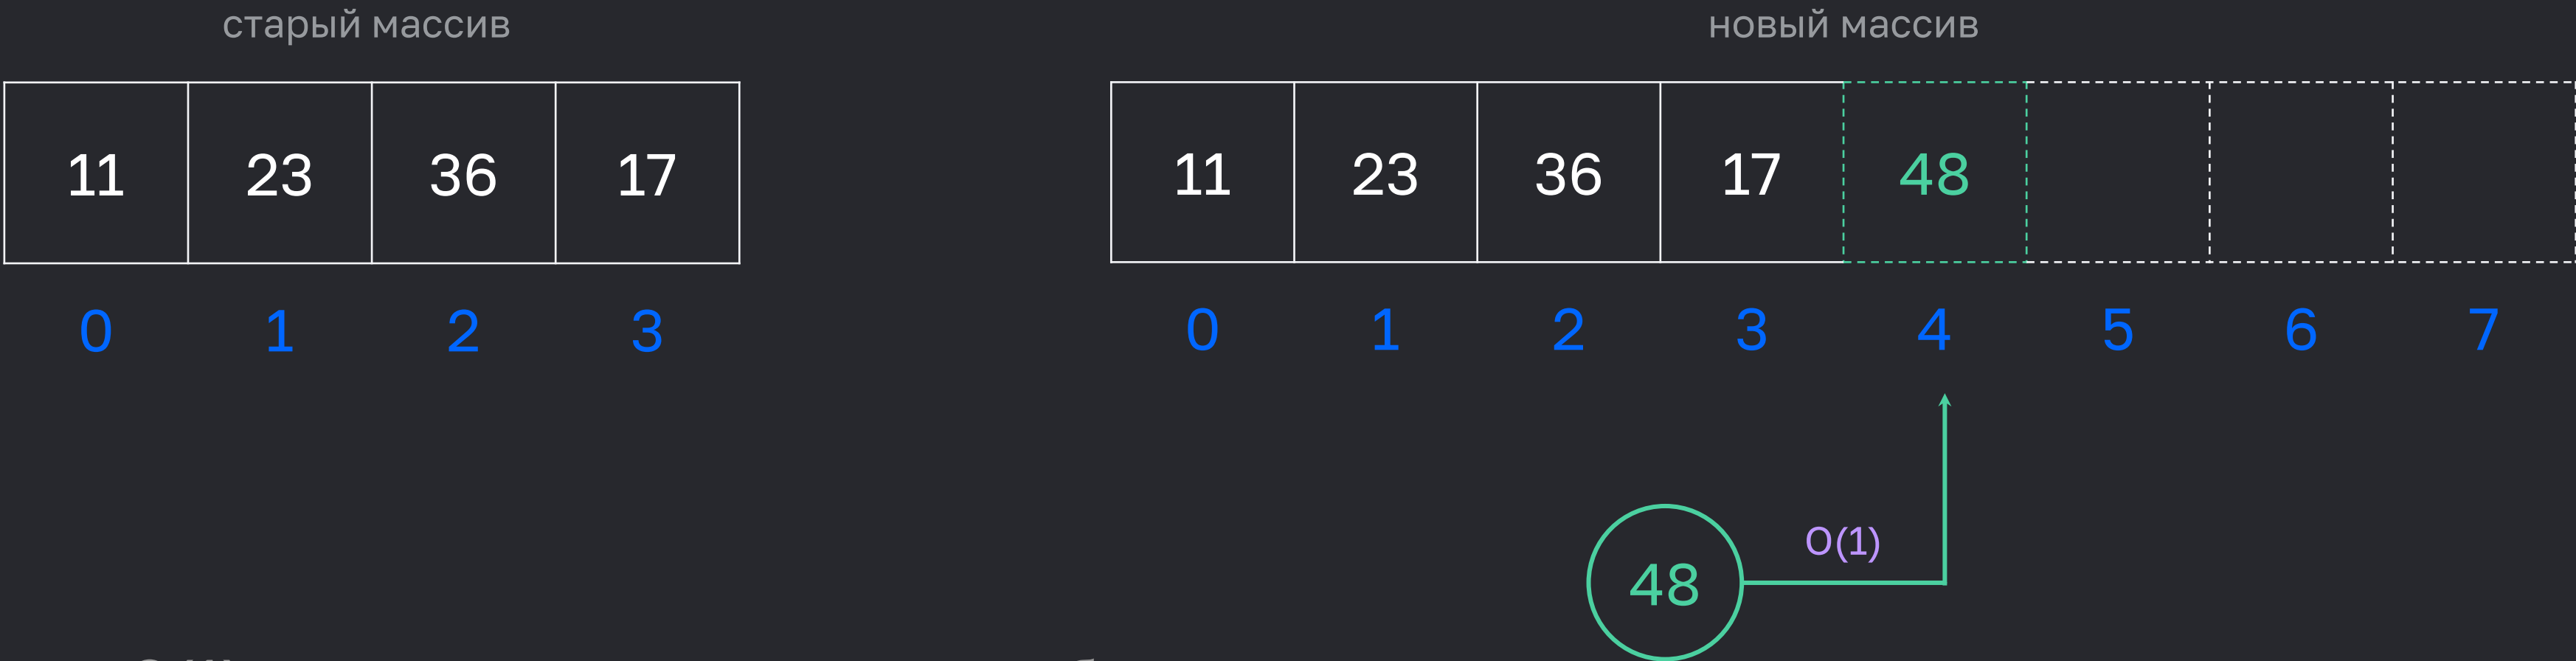 старый массив
новый массив
11 23 36 17
11 23 36 17 48
0 1 2 3
0 1 2 3 4 5 6 7
O(1)
48